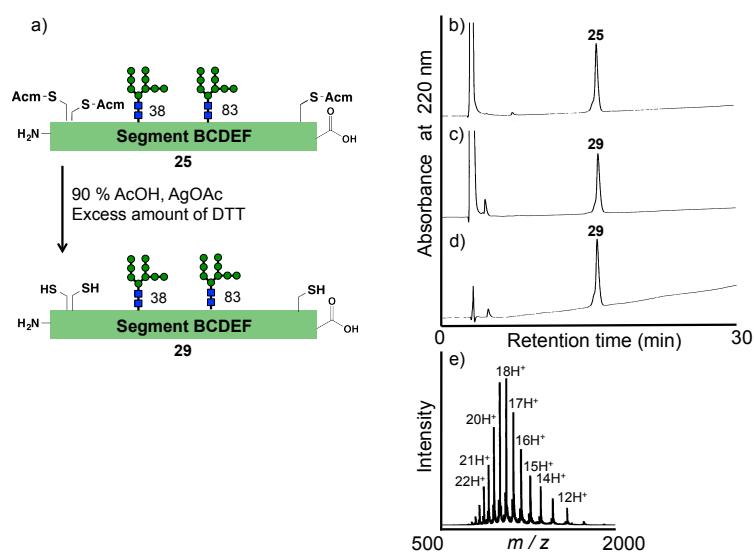 a)
Acm-S
S-Acm
38
83
S-Acm
H₂N
Segment BCDEF
O
OH
25
90 % AcOH, AgOAc
Excess amount of DTT
HS
SH
38
83
SH
H₂N
Segment BCDEF
O
OH
29
b)
25
c)
29
d)
29
Absorbance at 220 nm
0
Retention time (min)
30
e)
18H⁺
17H⁺
20H⁺
16H⁺
21H⁺
15H⁺
22H⁺
14H⁺
12H⁺
Intensity
500
m / z
2000